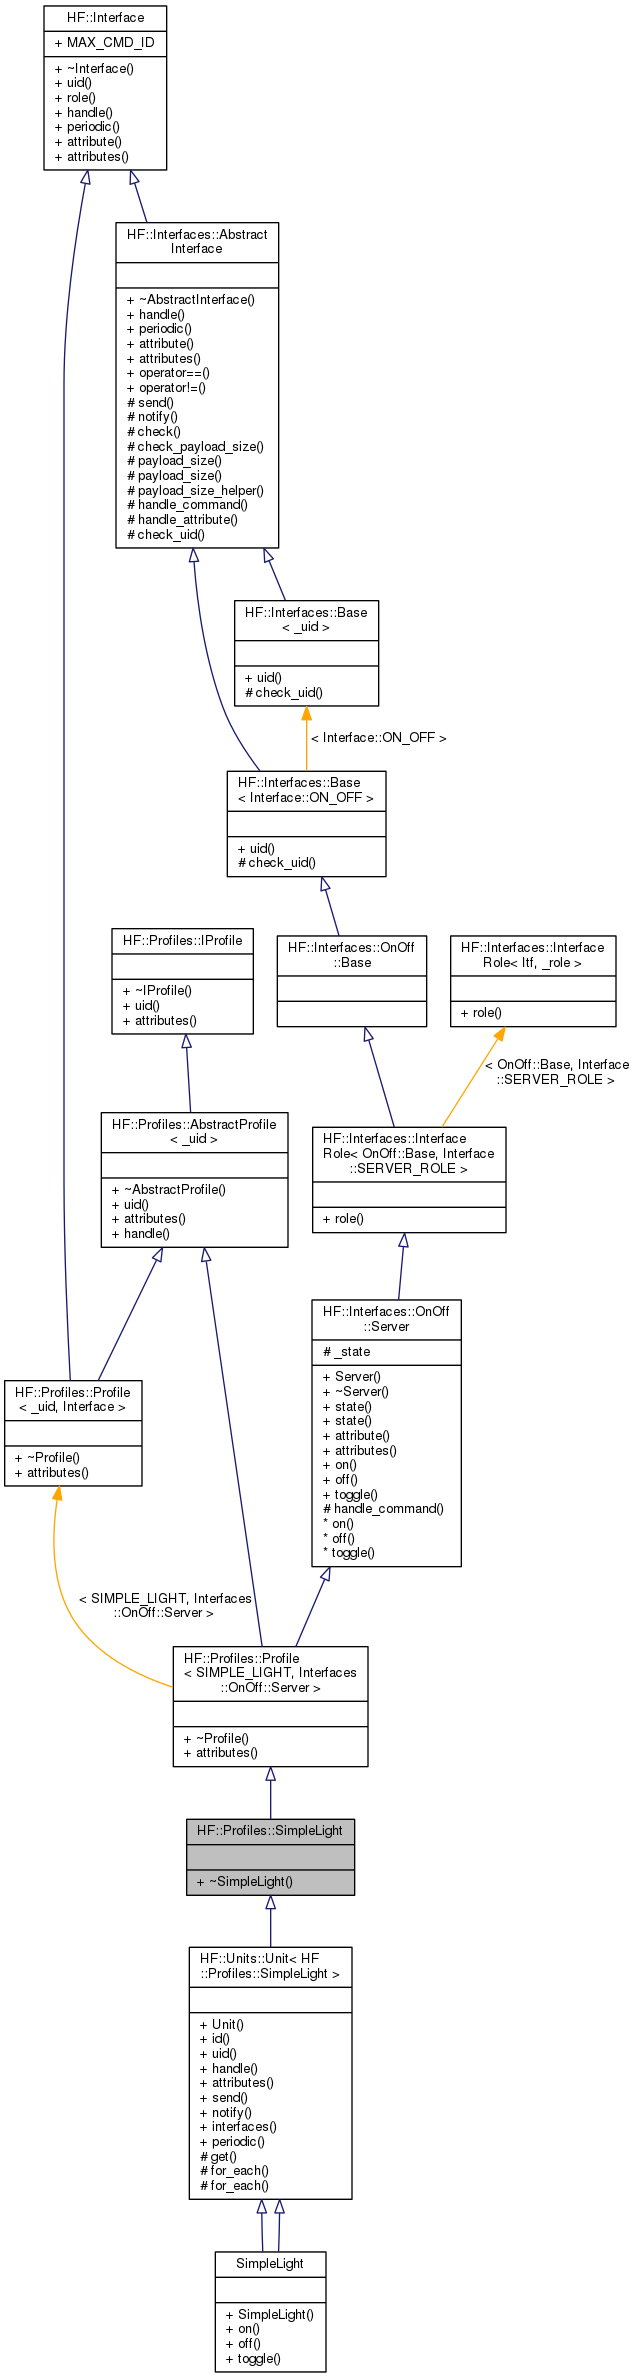 HF::Interface
+ MAX_CMD_ID
+ ~Interface()
+ uid()
+ role()
+ handle()
+ periodic()
+ attribute()
+ attributes()
HF::Interfaces::Abstract
Interface
+ ~AbstractInterface()
+ handle()
+ periodic()
+ attribute()
+ attributes()
+ operator==()
+ operator!=()
# send()
# notify()
# check()
# check_payload_size()
# payload_size()
# payload_size()
# payload_size_helper()
# handle_command()
# handle_attribute()
# check_uid()
HF::Interfaces::Base
< _uid >
+ uid()
# check_uid()
< Interface::ON_OFF >
HF::Interfaces::Base
< Interface::ON_OFF >
+ uid()
# check_uid()
HF::Profiles::IProfile
+ ~IProfile()
+ uid()
+ attributes()
HF::Interfaces::OnOff
::Base
HF::Interfaces::Interface
Role< Itf, _role >
+ role()
< OnOff::Base, Interface
::SERVER_ROLE >
HF::Profiles::AbstractProfile
< _uid >
+ ~AbstractProfile()
+ uid()
+ attributes()
+ handle()
HF::Interfaces::Interface
Role< OnOff::Base, Interface
::SERVER_ROLE >
+ role()
HF::Interfaces::OnOff
::Server
# _state
+ Server()
+ ~Server()
+ state()
+ state()
+ attribute()
+ attributes()
+ on()
+ off()
+ toggle()
# handle_command()
* on()
* off()
* toggle()
HF::Profiles::Profile
< _uid, Interface >
+ ~Profile()
+ attributes()
< SIMPLE_LIGHT, Interfaces
::OnOff::Server >
HF::Profiles::Profile
< SIMPLE_LIGHT, Interfaces
::OnOff::Server >
+ ~Profile()
+ attributes()
HF::Profiles::SimpleLight
+ ~SimpleLight()
HF::Units::Unit< HF
::Profiles::SimpleLight >
+ Unit()
+ id()
+ uid()
+ handle()
+ attributes()
+ send()
+ notify()
+ interfaces()
+ periodic()
# get()
# for_each()
# for_each()
SimpleLight
+ SimpleLight()
+ on()
+ off()
+ toggle()